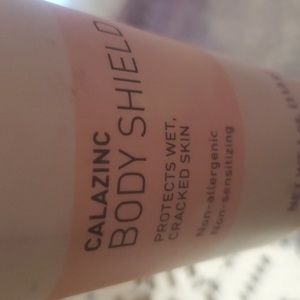 CALAZINC
BODY SHIELD
PROTECTS WET,
CRACKED SKIN
Non-allergenic
Non-sensitizing